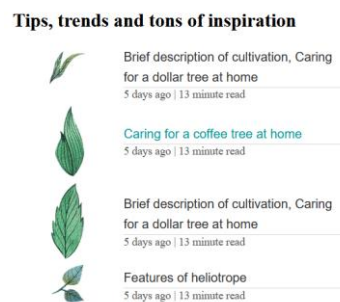 Tips, trends and tons of inspiration
Brief description of cultivation, Caring
for a dollar tree at home
5 days ago | 13 minute read
Caring for a coffee tree at home
5 days ago | 13 minute read
Brief description of cultivation, Caring
for a dollar tree at home
5 days ago | 13 minute read
Features of heliotrope
5 days ago | 13 minute read